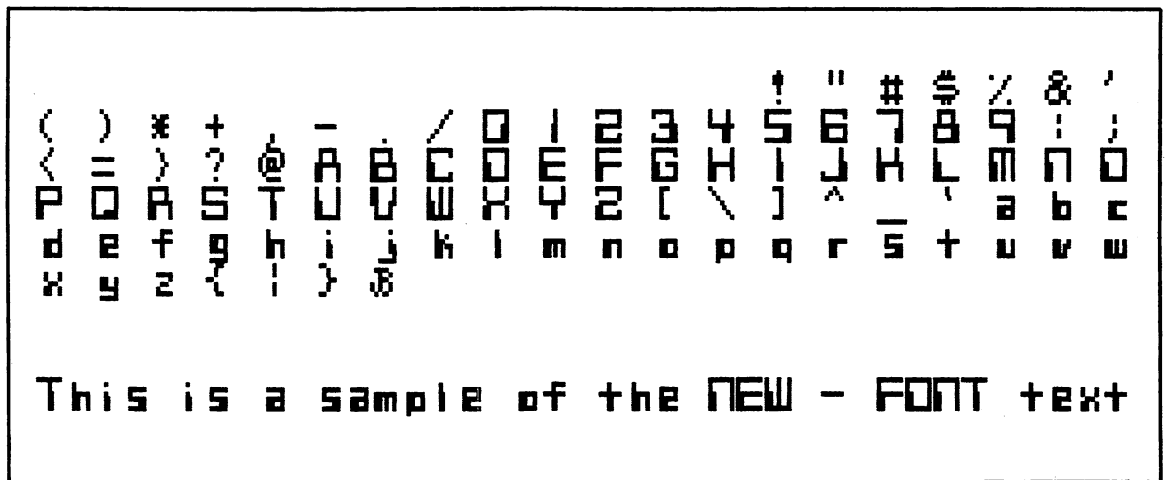 ! " # $ % & '
( ) * + , - . / 0 1 2 3 4 5 6 7 8 9 : ;
< = > ? @ A B C D E F G H I J K L M N O
P Q R S T U V W X Y Z [ \ ] ^ _ ` a b c
d e f g h i j k l m n o p q r s t u v w
x y z { ¦ }
This is a sample of the NEW - FONT text